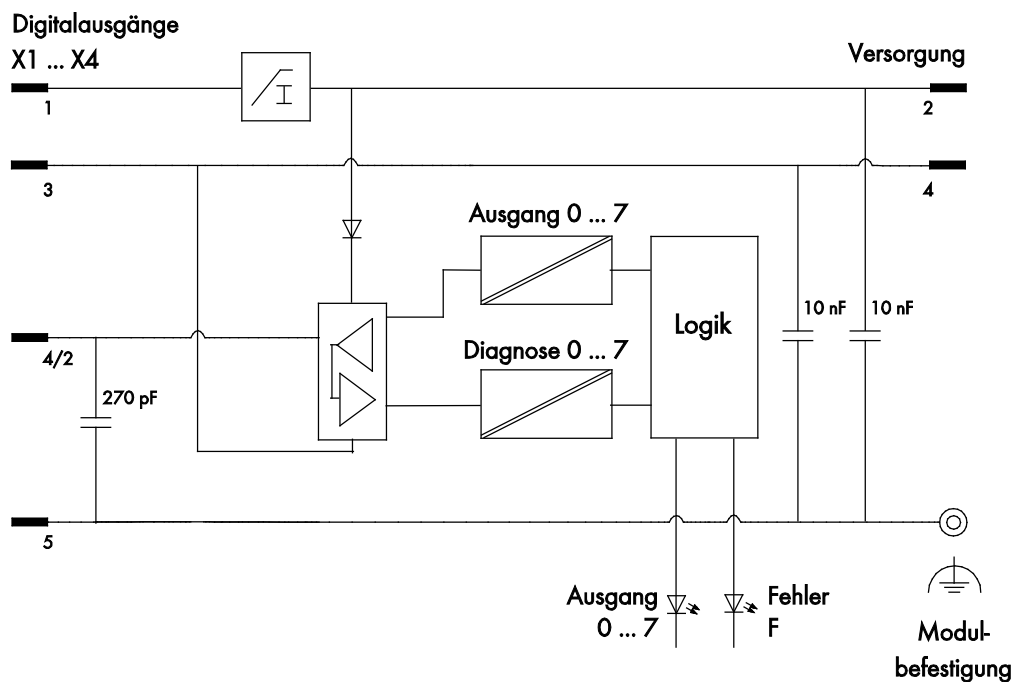 Digitalausgänge
X1 ... X4
Versorgung
1
2
3
4
Ausgang 0 ... 7
10 nF
10 nF
Logik
4/2
Diagnose 0 ... 7
270 pF
5
Ausgang
0 ... 7
Fehler
F
Modul-
befestigung